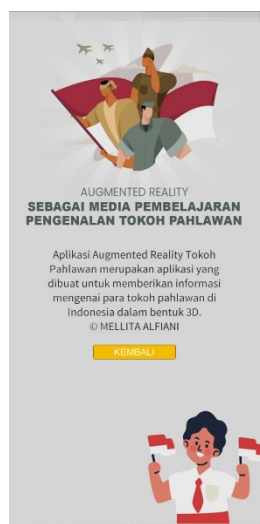 AUGMENTED REALITY
SEBAGAI MEDIA PEMBELAJARAN
PENGENALAN TOKOH PAHLAWAN
Aplikasi Augmented Reality Tokoh
Pahlawan merupakan aplikasi yang
dibuat untuk memberikan informasi
mengenai para tokoh pahlawan di
Indonesia dalam bentuk 3D.
© MELLITA ALFIANI
KEMBALI